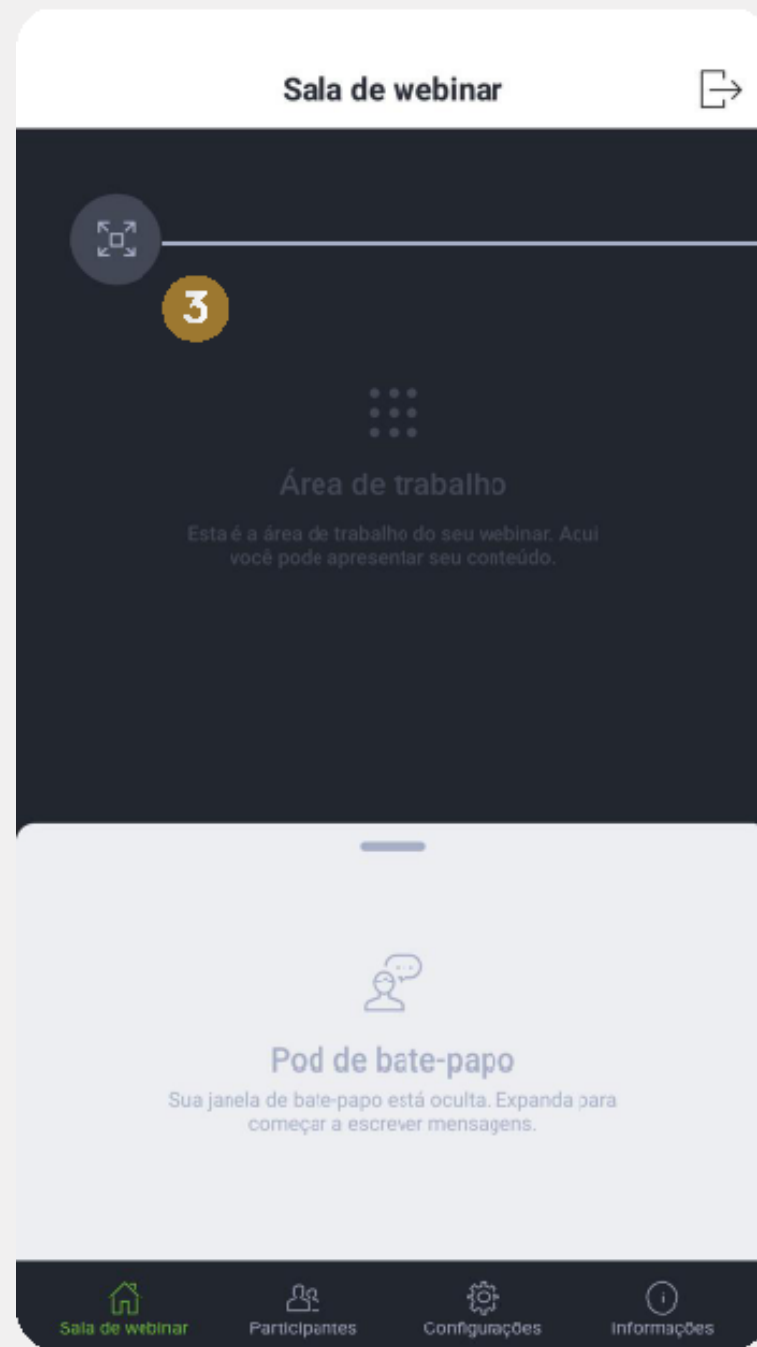 Sala de webinar
3
Área de trabalho
Esta é a área de trabalho do seu webinar. Aqui
você pode apresentar seu conteúdo.
Pod de bate-papo
Sua janela de bate-papo está oculta. Expanda para
começar a escrever mensagens.
Sala de webinar
Participantes
Configurações
Informações